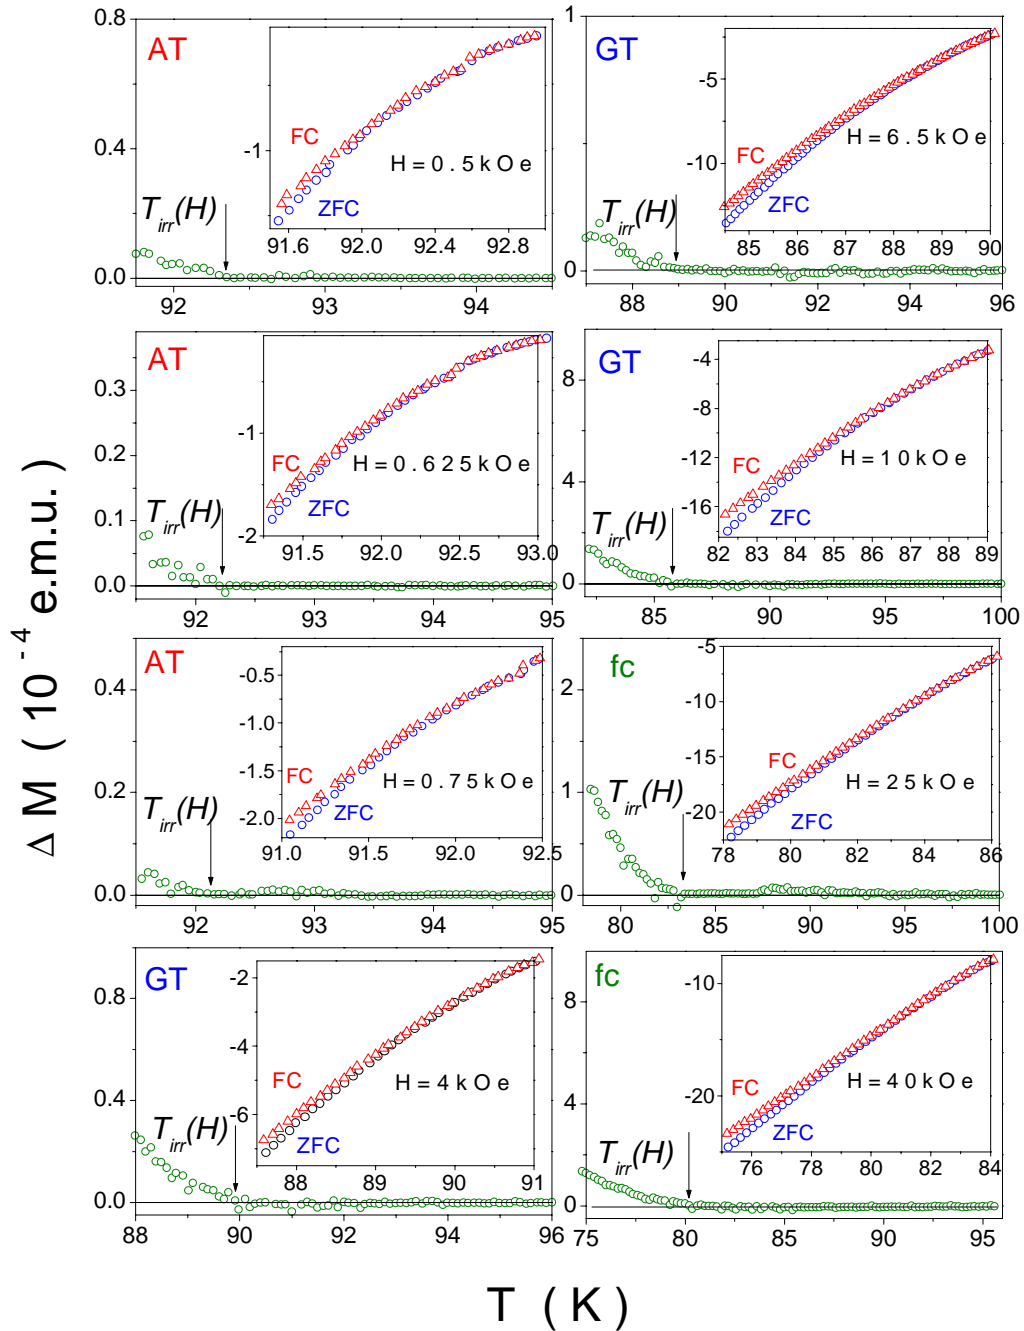 Δ M ( 10⁻⁴ e.m.u. )
T ( K )
AT
0.8
0.4
0.0
92 93 94
T_irr(H)
FC
ZFC
H = 0.5 k O e
-1
91.6 92.0 92.4 92.8
GT
1
0
88 90 92 94 96
T_irr(H)
FC
ZFC
H = 6.5 k O e
-5
-10
85 86 87 88 89 90
AT
0.3
0.2
0.1
0.0
92 93 94 95
T_irr(H)
FC
ZFC
H = 0.625 k O e
-1
-2
91.5 92.0 92.5 93.0
GT
8
4
0
85 90 95 100
T_irr(H)
FC
ZFC
H = 10 k O e
-4
-8
-12
-16
82 83 84 85 86 87 88 89
AT
0.4
0.2
0.0
92 93 94 95
T_irr(H)
FC
ZFC
H = 0.75 k O e
-0.5
-1.0
-1.5
-2.0
91.0 91.5 92.0 92.5
fc
2
1
0
80 85 90 95 100
T_irr(H)
FC
ZFC
H = 25 k O e
-5
-10
-15
-20
78 80 82 84 86
GT
0.8
0.4
0.0
88 90 92 94 96
T_irr(H)
FC
ZFC
H = 4 k O e
-2
-4
-6
88 89 90 91
fc
8
4
0
75 80 85 90 95
T_irr(H)
FC
ZFC
H = 40 k O e
-10
-20
76 78 80 82 84